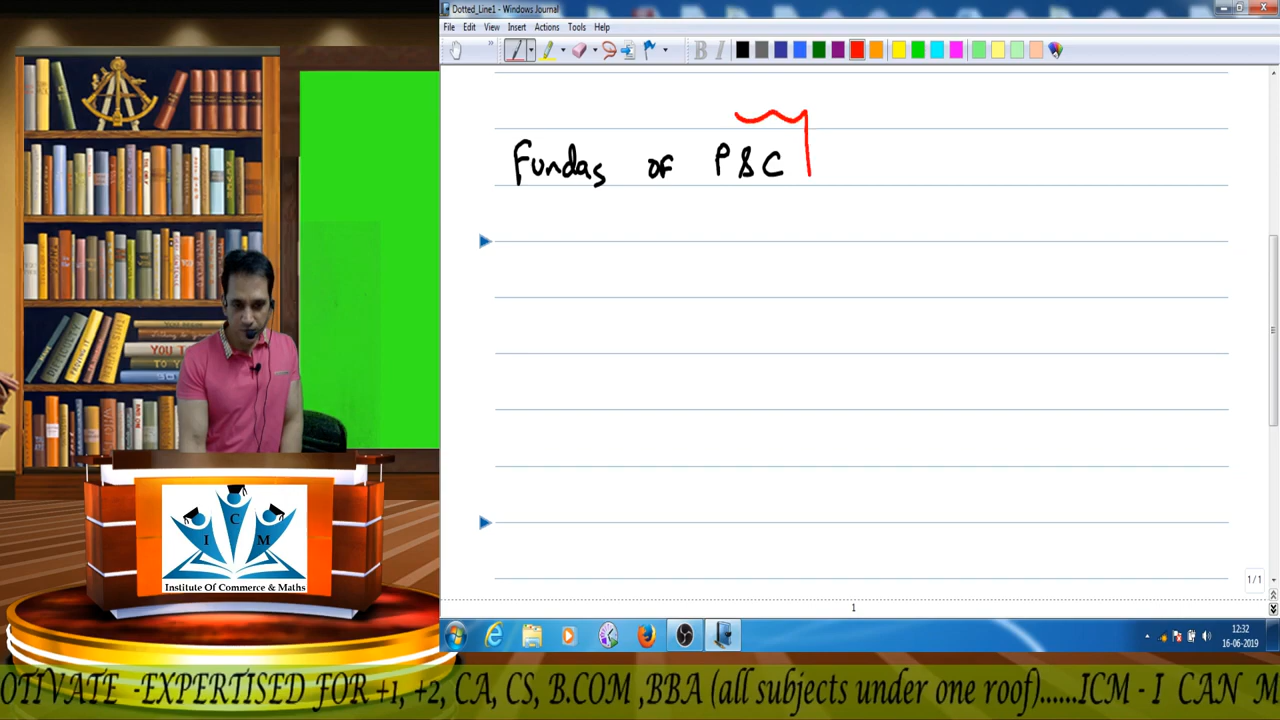 Dotted_Line1 - Windows Journal
File Edit View Insert Actions Tools Help
B I
Fundas of P & C
1/1
1
12:32
16-06-2019
I C M
Institute Of Commerce & Maths
YOU TO
OTIVATE -EXPERTISED FOR +1, +2, CA, CS, B.COM ,BBA (all subjects under one roof)......ICM - I CAN M